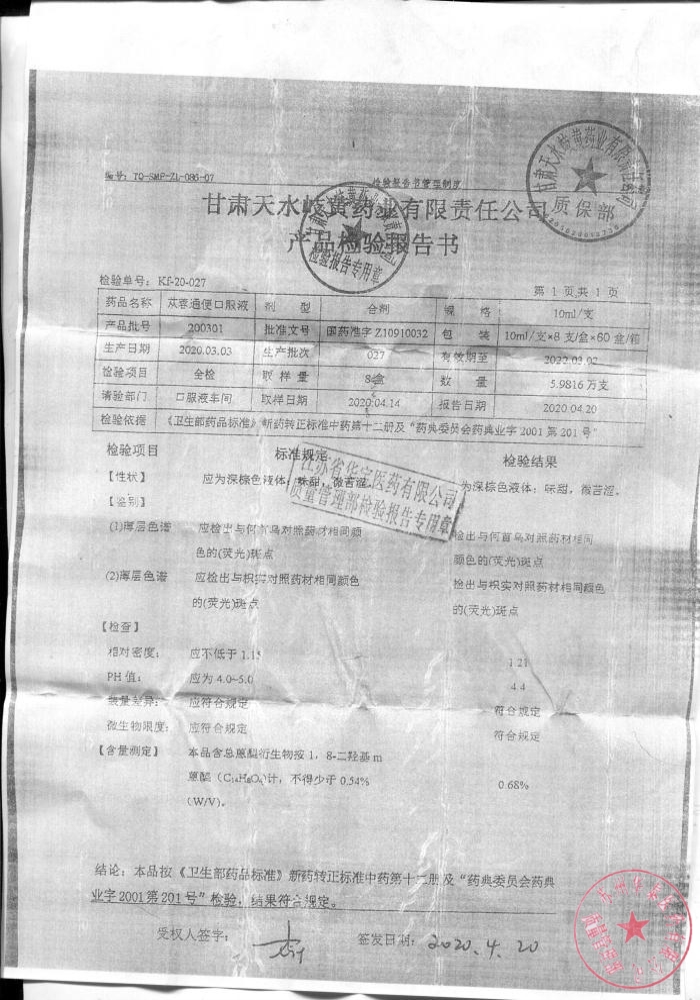 编号: TQ-SMP-ZL-086-07 检验报告书管理制度
甘肃天水岐黄药业有限责任公司
产品检验报告书
检验单号: Kf-20-027 第 1 页共 1 页
药品名称 苁蓉通便口服液 剂 型 合剂 规 格 10ml/支
产品批号 200301 批准文号 国药准字 Z10910032 包 装 10ml/支×8 支/盒×60 盒/箱
生产日期 2020.03.03 生产批次 027 有效期至 2022.03.02
检验项目 全检 取 样 量 8盒 数 量 5.9816 万支
请验部门 口服液车间 取样日期 2020.04.14 报告日期 2020.04.20
检验依据 《卫生部药品标准》新药转正标准中药第十二册及“药典委员会药典业字 2001 第 201 号”
检验项目 标准规定 检验结果
【性状】 应为深棕色液体；味甜，微苦涩。 为深棕色液体；味甜，微苦涩。
【鉴别】
(1)薄层色谱 应检出与何首乌对照药材相同颜 检出与何首乌对照药材相同
色的(荧光)斑点 颜色的(荧光)斑点
(2)薄层色谱 应检出与枳实对照药材相同颜色 检出与枳实对照药材相同颜色
的(荧光)斑点 的(荧光)斑点
【检查】
相对密度: 应不低于 1.15 1.21
PH 值: 应为 4.0~5.0 4.4
装量差异: 应符合规定 符合规定
微生物限度: 应符合规定 符合规定
【含量测定】 本品含总蒽醌衍生物按 1，8-二羟基m
蒽醌（C₁₄H₈O₄)计，不得少于 0.54% 0.68%
(W/V)。
结论: 本品按《卫生部药品标准》新药转正标准中药第十二册及“药典委员会药典
业字 2001 第 201 号”检验，结果符合规定。
受权人签字: 签发日期: 2020.4.20
甘肃天水岐黄药业有限责任公司
质保部
检验报告专用章
江苏省华宏医药有限公司
质量管理部检验报告专用章